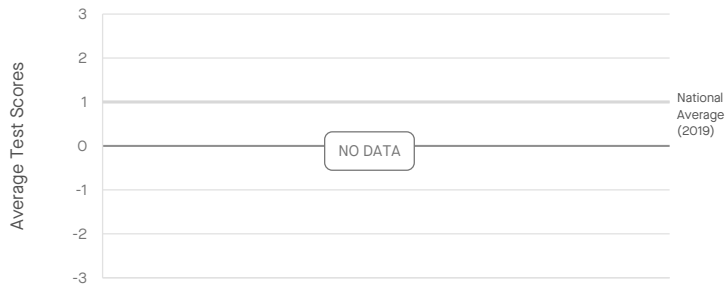 Average Test Scores
3
2
1
0
-1
-2
-3
NO DATA
National
Average
(2019)